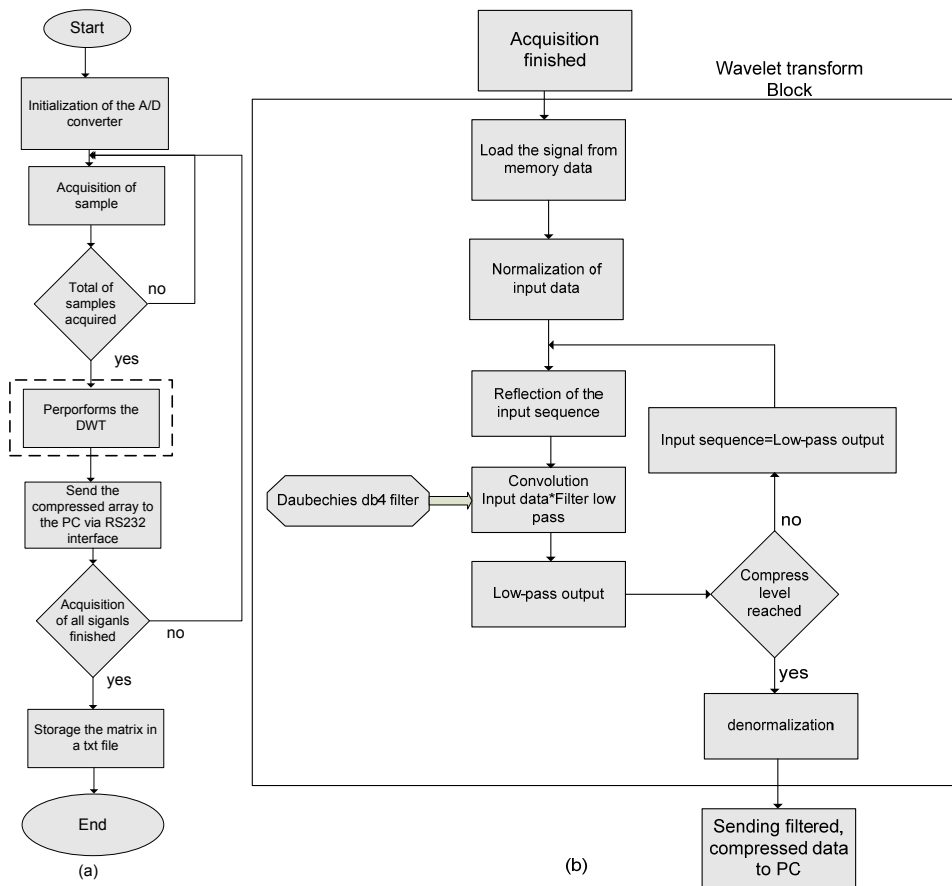 Start
Initialization of the A/D
converter
Acquisition of
sample
Total of
samples
acquired
no
yes
Perporforms the
DWT
Send the
compressed array to
the PC via RS232
interface
Acquisition
of all siganls
finished
no
yes
Storage the matrix in
a txt file
End
(a)
Acquisition
finished
Wavelet transform
Block
Load the signal from
memory data
Normalization of
input data
Reflection of the
input sequence
Input sequence=Low-pass output
Daubechies db4 filter
Convolution
Input data*Filter low
pass
no
Low-pass output
Compress
level
reached
yes
denormalization
Sending filtered,
compressed data
to PC
(b)